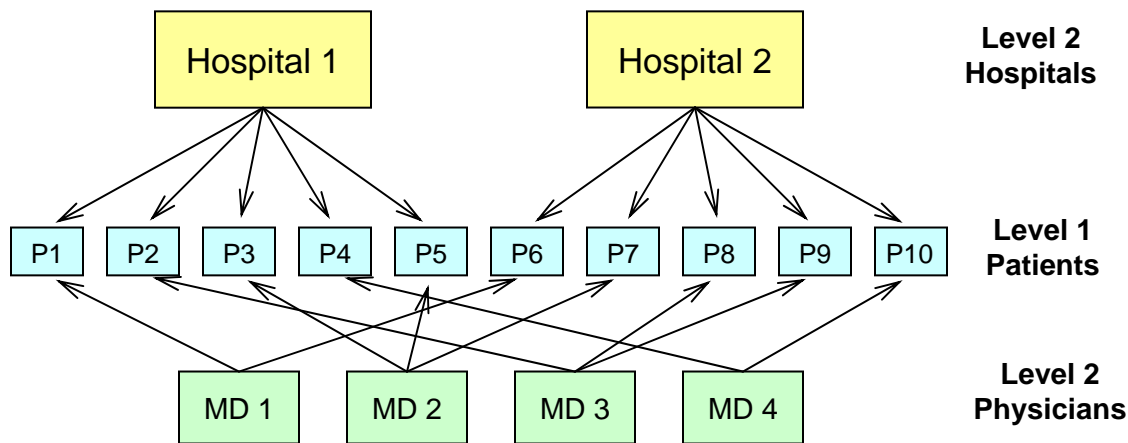 Hospital 1
Hospital 2
Level 2
Hospitals
P1
P2
P3
P4
P5
P6
P7
P8
P9
P10
Level 1
Patients
MD 1
MD 2
MD 3
MD 4
Level 2
Physicians